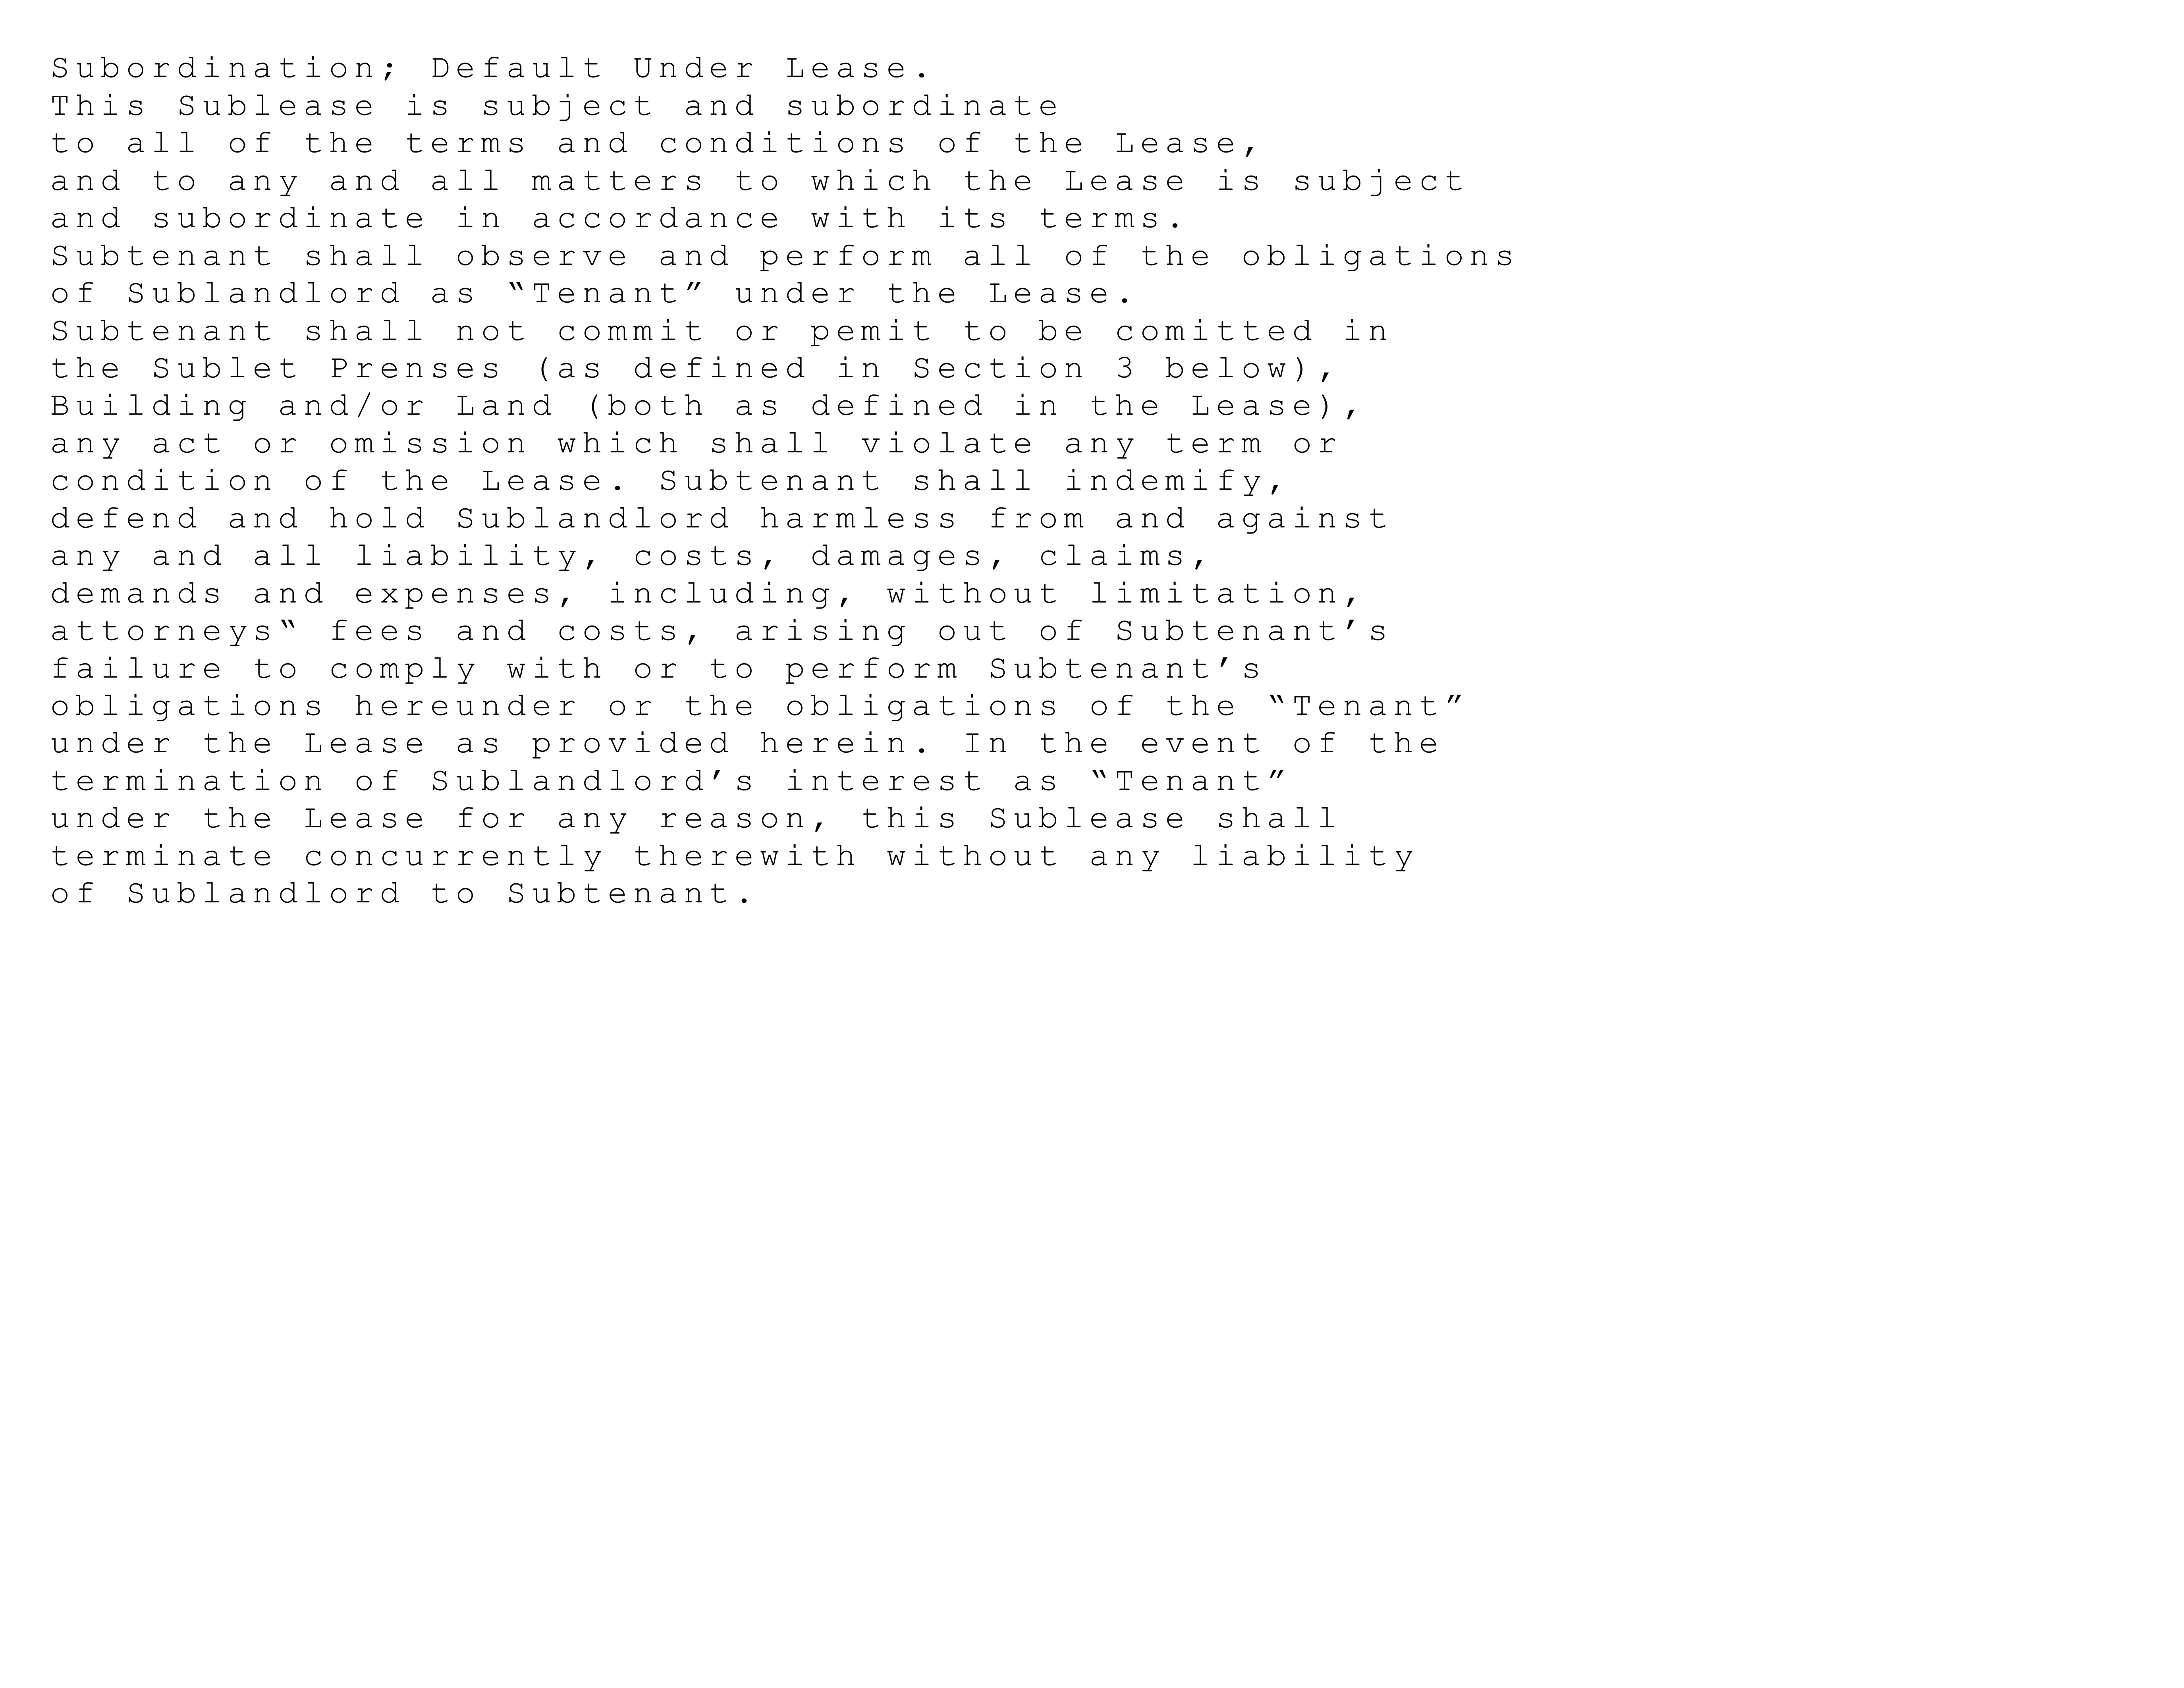 Subordination; Default Under Lease.
This Sublease is subject and subordinate
to all of the terms and conditions of the Lease,
and to any and all matters to which the Lease is subject
and subordinate in accordance with its terms.
Subtenant shall observe and perform all of the obligations
of Sublandlord as “Tenant” under the Lease.
Subtenant shall not commit or pemit to be comitted in
the Sublet Prenses (as defined in Section 3 below),
Building and/or Land (both as defined in the Lease),
any act or omission which shall violate any term or
condition of the Lease. Subtenant shall indemify,
defend and hold Sublandlord harmless from and against
any and all liability, costs, damages, claims,
demands and expenses, including, without limitation,
attorneys“ fees and costs, arising out of Subtenant’s
failure to comply with or to perform Subtenant’s
obligations hereunder or the obligations of the “Tenant”
under the Lease as provided herein. In the event of the
termination of Sublandlord’s interest as “Tenant”
under the Lease for any reason, this Sublease shall
terminate concurrently therewith without any liability
of Sublandlord to Subtenant.